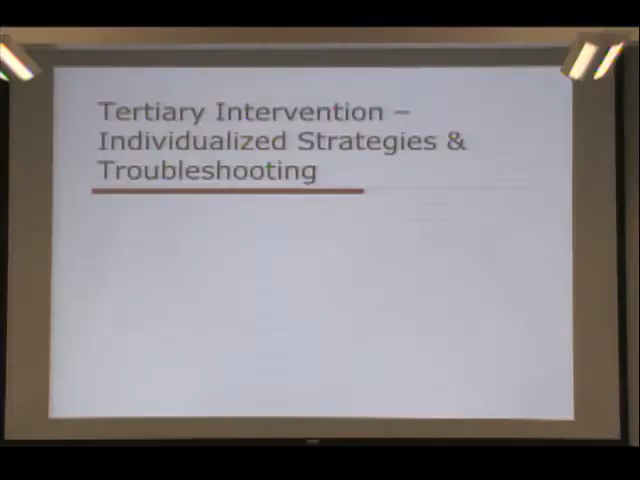 Tertiary Intervention –
Individualized Strategies &
Troubleshooting